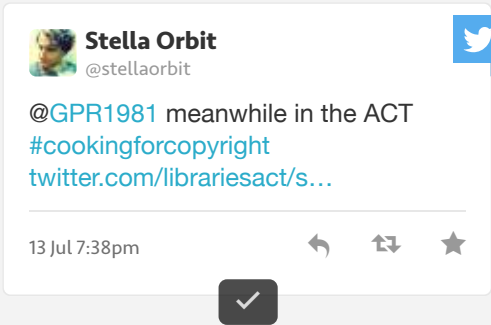 Stella Orbit
@stellaorbit
@GPR1981 meanwhile in the ACT
#cookingforcopyright
twitter.com/librariesact/s…
13 Jul 7:38pm